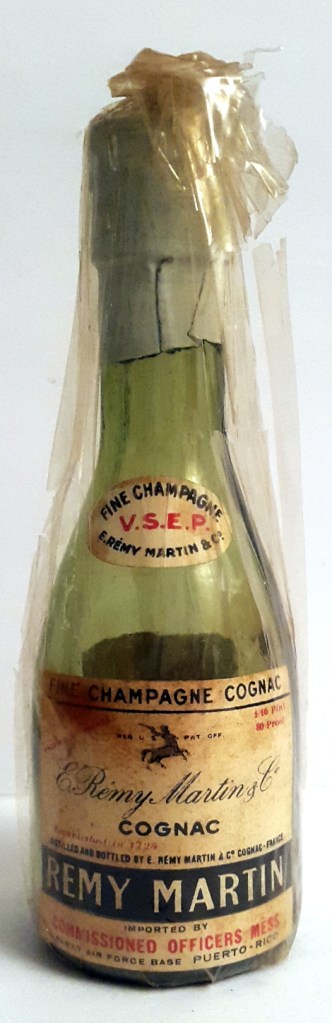 FINE CHAMPAGNE
V.S.E.P.
E. RÉMY MARTIN & Cº
FINE CHAMPAGNE COGNAC
1/10 Pint
80 Proof
REG U.S. PAT. OFF.
E. Rémy Martin & Cº
COGNAC
Established in 1724
DISTILLED AND BOTTLED BY E. RÉMY MARTIN & Cº COGNAC-FRANCE
REMY MARTIN
IMPORTED BY
COMMISSIONED OFFICERS MESS
AIR FORCE BASE PUERTO-RICO